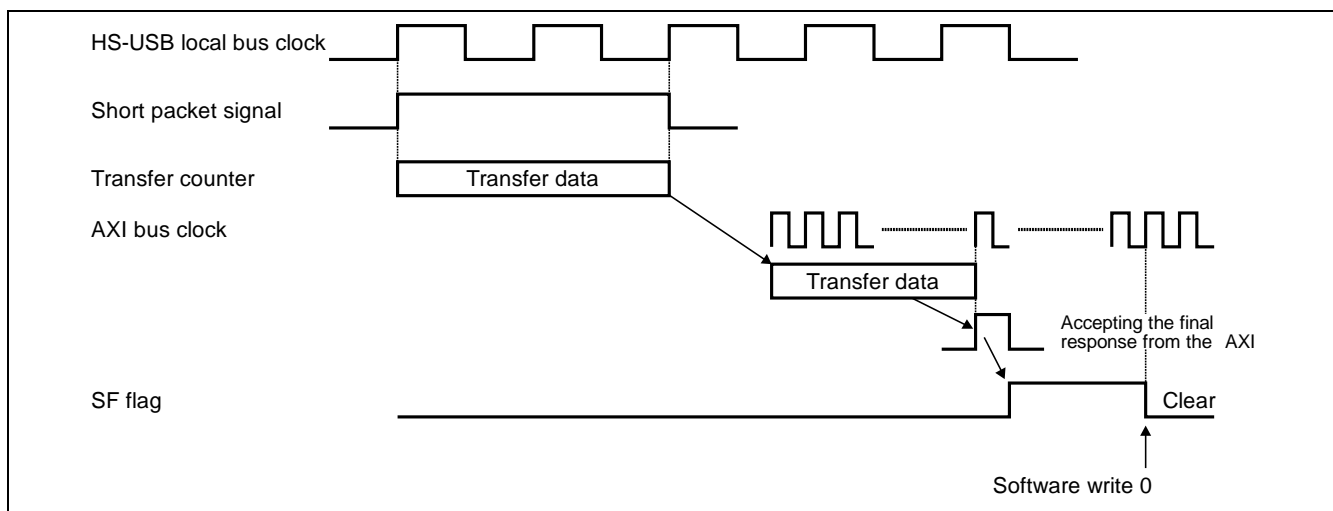 HS-USB local bus clock
Short packet signal
Transfer counter
Transfer data
AXI bus clock
Transfer data
Accepting the final
response from the AXI
SF flag
Clear
Software write 0